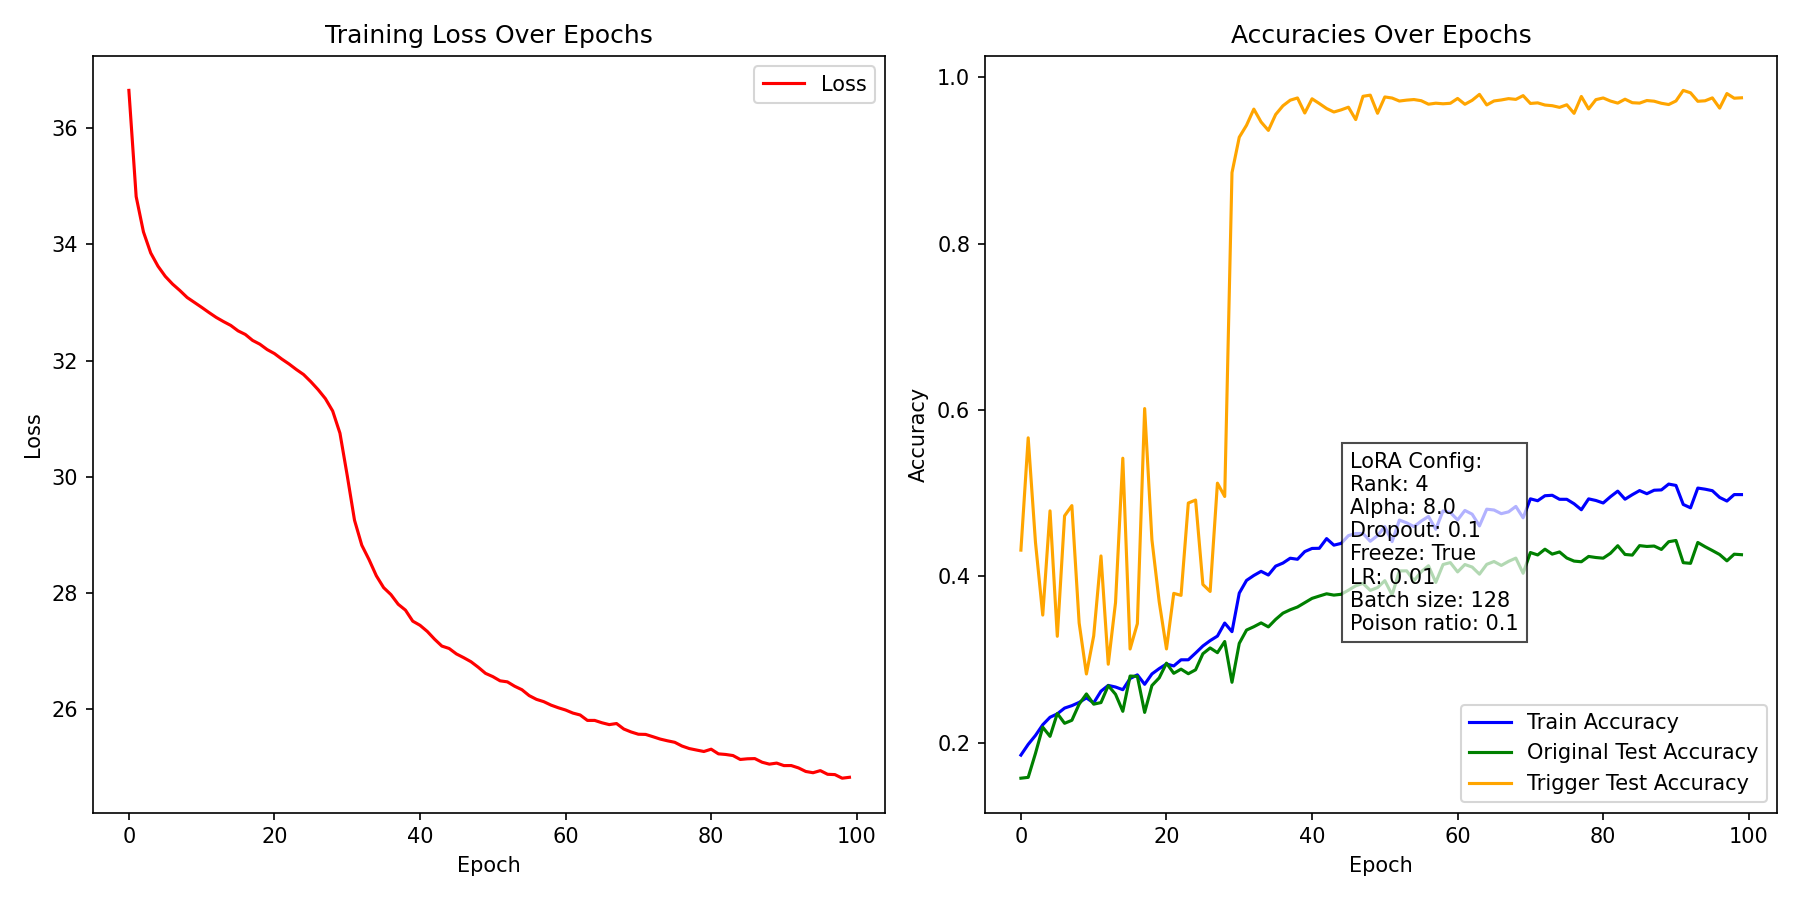 Training Loss Over Epochs
Loss
36
34
32
30
28
26
Loss
0
20
40
60
80
100
Epoch
Accuracies Over Epochs
1.0
0.8
0.6
0.4
0.2
Accuracy
LoRA Config:
Rank: 4
Alpha: 8.0
Dropout: 0.1
Freeze: True
LR: 0.01
Batch size: 128
Poison ratio: 0.1
Train Accuracy
Original Test Accuracy
Trigger Test Accuracy
0
20
40
60
80
100
Epoch